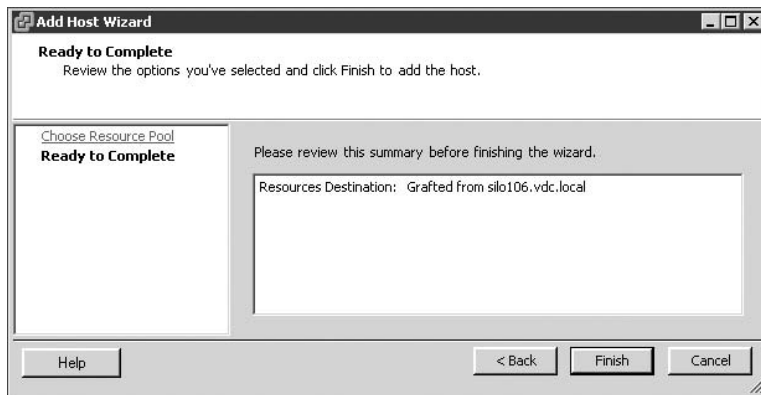 Add Host Wizard
Ready to Complete
Review the options you've selected and click Finish to add the host.
Choose Resource Pool
Ready to Complete
Please review this summary before finishing the wizard.
Resources Destination: Grafted from silo106.vdc.local
Help
< Back
Finish
Cancel